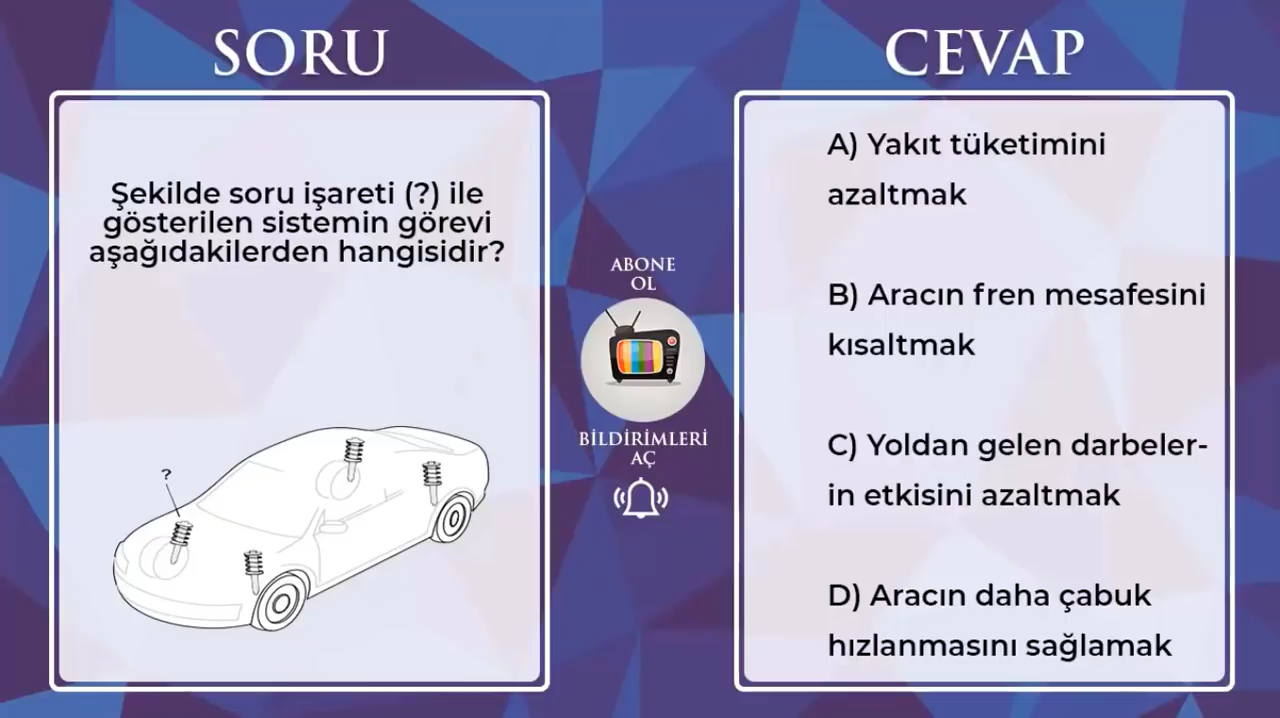 SORU
Şekilde soru işareti (?) ile
gösterilen sistemin görevi
aşağıdakilerden hangisidir?
?
ABONE
OL
BİLDİRİMLERİ
AÇ
CEVAP
A) Yakıt tüketimini
azaltmak
B) Aracın fren mesafesini
kısaltmak
C) Yoldan gelen darbeler-
in etkisini azaltmak
D) Aracın daha çabuk
hızlanmasını sağlamak